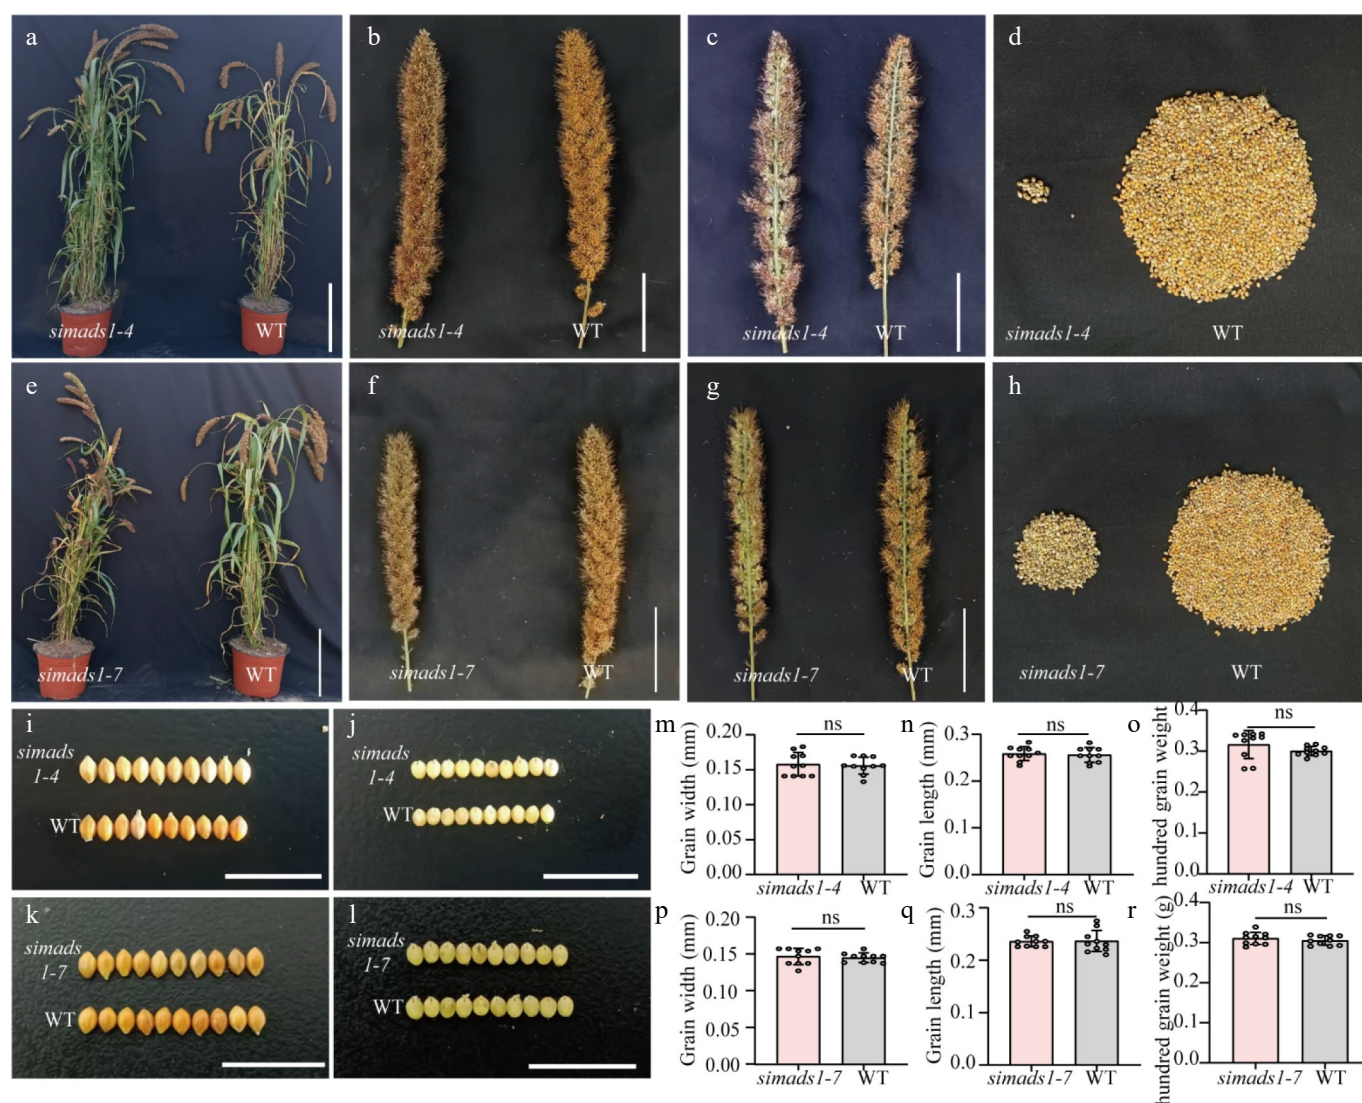 a
simads1-4
WT
b
simads1-4
WT
c
simads1-4
WT
d
simads1-4
WT
e
simads1-7
WT
f
simads1-7
WT
g
simads1-7
WT
h
simads1-7
WT
i
simads
1-4
WT
j
simads
1-4
WT
m
Grain width (mm)
0.20
0.15
0.10
0.05
0.00
ns
simads1-4
WT
n
Grain length (mm)
0.3
0.2
0.1
0.0
ns
simads1-4
WT
o
hundred grain weight
0.4
0.3
0.2
0.1
0.0
ns
simads1-4
WT
k
simads
1-7
WT
l
simads
1-7
WT
p
Grain width (mm)
0.20
0.15
0.10
0.05
0.00
ns
simads1-7
WT
q
Grain length (mm)
0.3
0.2
0.1
0.0
ns
simads1-7
WT
r
hundred grain weight (g)
0.4
0.3
0.2
0.1
0.0
ns
simads1-7
WT